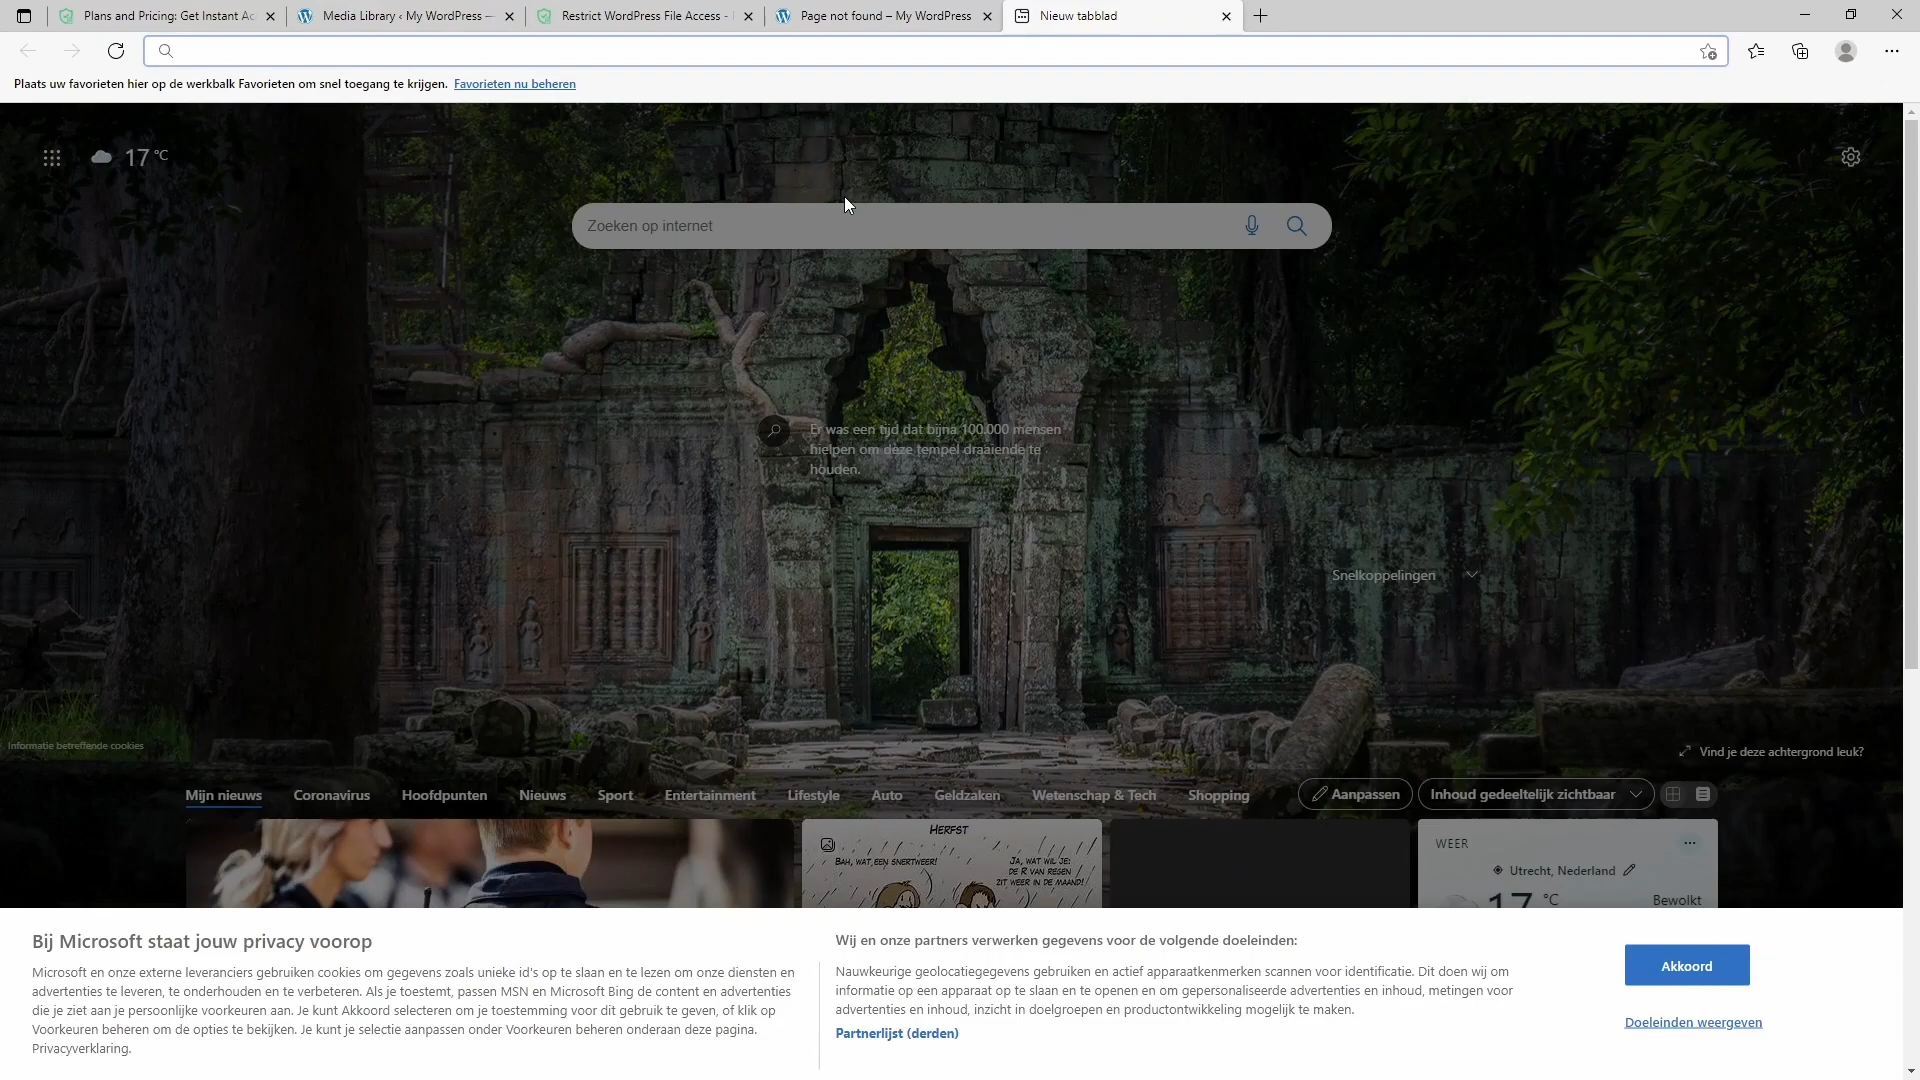 Plans and Pricing: Get Instant Ac
Media Library ‹ My WordPress —
Restrict WordPress File Access -
Page not found – My WordPress
Nieuw tabblad
Plaats uw favorieten hier op de werkbalk Favorieten om snel toegang te krijgen. Favorieten nu beheren
17 °C
Zoeken op internet
Er was een tijd dat bijna 100.000 mensen
hielpen om deze tempel draaiende te
houden.
Snelkoppelingen
Informatie betreffende cookies
Vind je deze achtergrond leuk?
Mijn nieuws Coronavirus Hoofdpunten Nieuws Sport Entertainment Lifestyle Auto Geldzaken Wetenschap & Tech Shopping Aanpassen Inhoud gedeeltelijk zichtbaar
HERFST
BAH, WAT EEN SNERTWEER!
JA, WAT WIL JE:
DE R VAN REGEN
ZIT WEER IN DE MAAND!
WEER
Utrecht, Nederland
17 °C
Bewolkt
Bij Microsoft staat jouw privacy voorop
Microsoft en onze externe leveranciers gebruiken cookies om gegevens zoals unieke id's op te slaan en te lezen om onze diensten en
advertenties te leveren, te onderhouden en te verbeteren. Als je toestemt, passen MSN en Microsoft Bing de content en advertenties
die je ziet aan je persoonlijke voorkeuren aan. Je kunt Akkoord selecteren om je toestemming voor dit gebruik te geven, of klik op
Voorkeuren beheren om de opties te bekijken. Je kunt je selectie aanpassen onder Voorkeuren beheren onderaan deze pagina.
Privacyverklaring.
Wij en onze partners verwerken gegevens voor de volgende doeleinden:
Nauwkeurige geolocatiegegevens gebruiken en actief apparaatkenmerken scannen voor identificatie. Dit doen wij om
informatie op een apparaat op te slaan en te openen en om gepersonaliseerde advertenties en inhoud, metingen voor
advertenties en inhoud, inzicht in doelgroepen en productontwikkeling mogelijk te maken.
Partnerlijst (derden)
Akkoord
Doeleinden weergeven